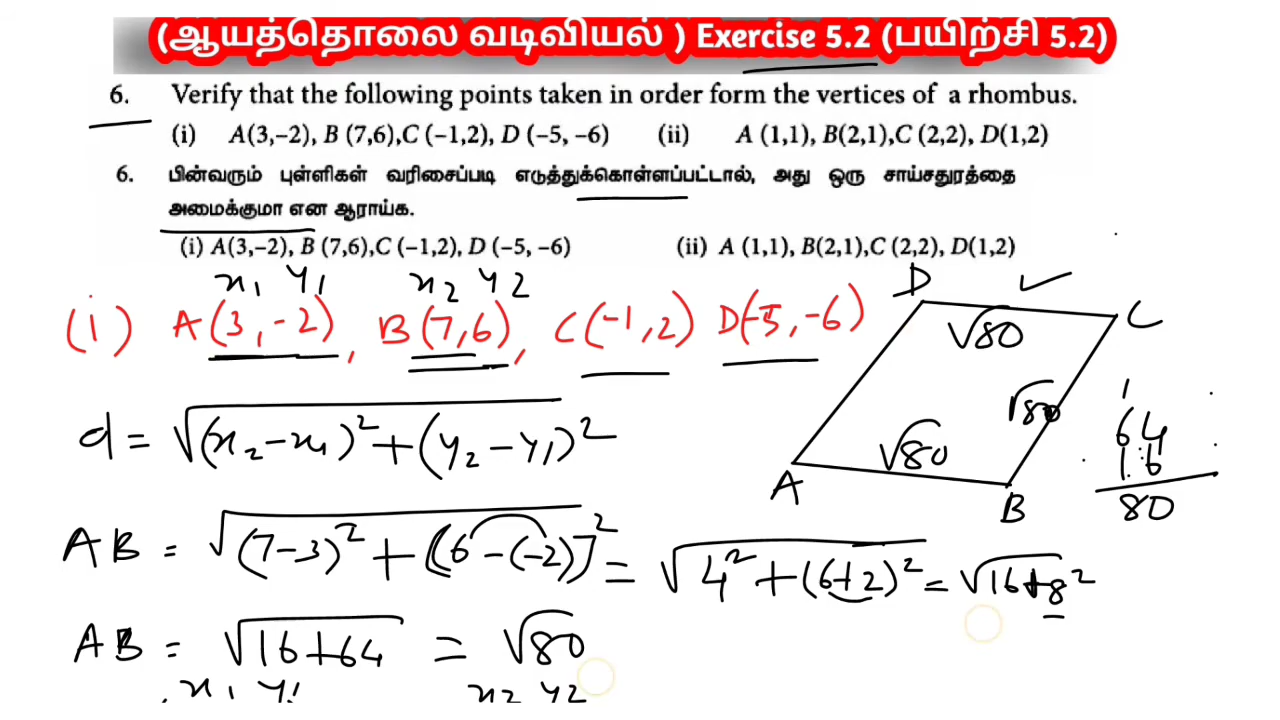 (ஆயத்தொலை வடிவியல் ) Exercise 5.2 (பயிற்சி 5.2)
6. Verify that the following points taken in order form the vertices of a rhombus.
(i) A(3,−2), B (7,6),C (−1,2), D (−5, −6) (ii) A (1,1), B(2,1),C (2,2), D(1,2)
6. பின்வரும் புள்ளிகள் வரிசைப்படி எடுத்துக்கொள்ளப்பட்டால், அது ஒரு சாய்சதுரத்தை
அமைக்குமா என ஆராய்க.
(i) A(3,−2), B (7,6),C (−1,2), D (−5, −6) (ii) A (1,1), B(2,1),C (2,2), D(1,2)
x₁ y₁ x₂ y₂
(i) A(3,-2), B(7,6), C(-1,2) D(-5,-6)
D ✓ C
√80
√80
√80
A B
1
64
16
80
d = √(x₂-x₁)²+(y₂-y₁)²
AB = √(7-3)²+[(6-(-2)]² = √4²+(6+2)² = √16+8²
AB = √16+64 = √80
x₁ y₁ x₂ y₂